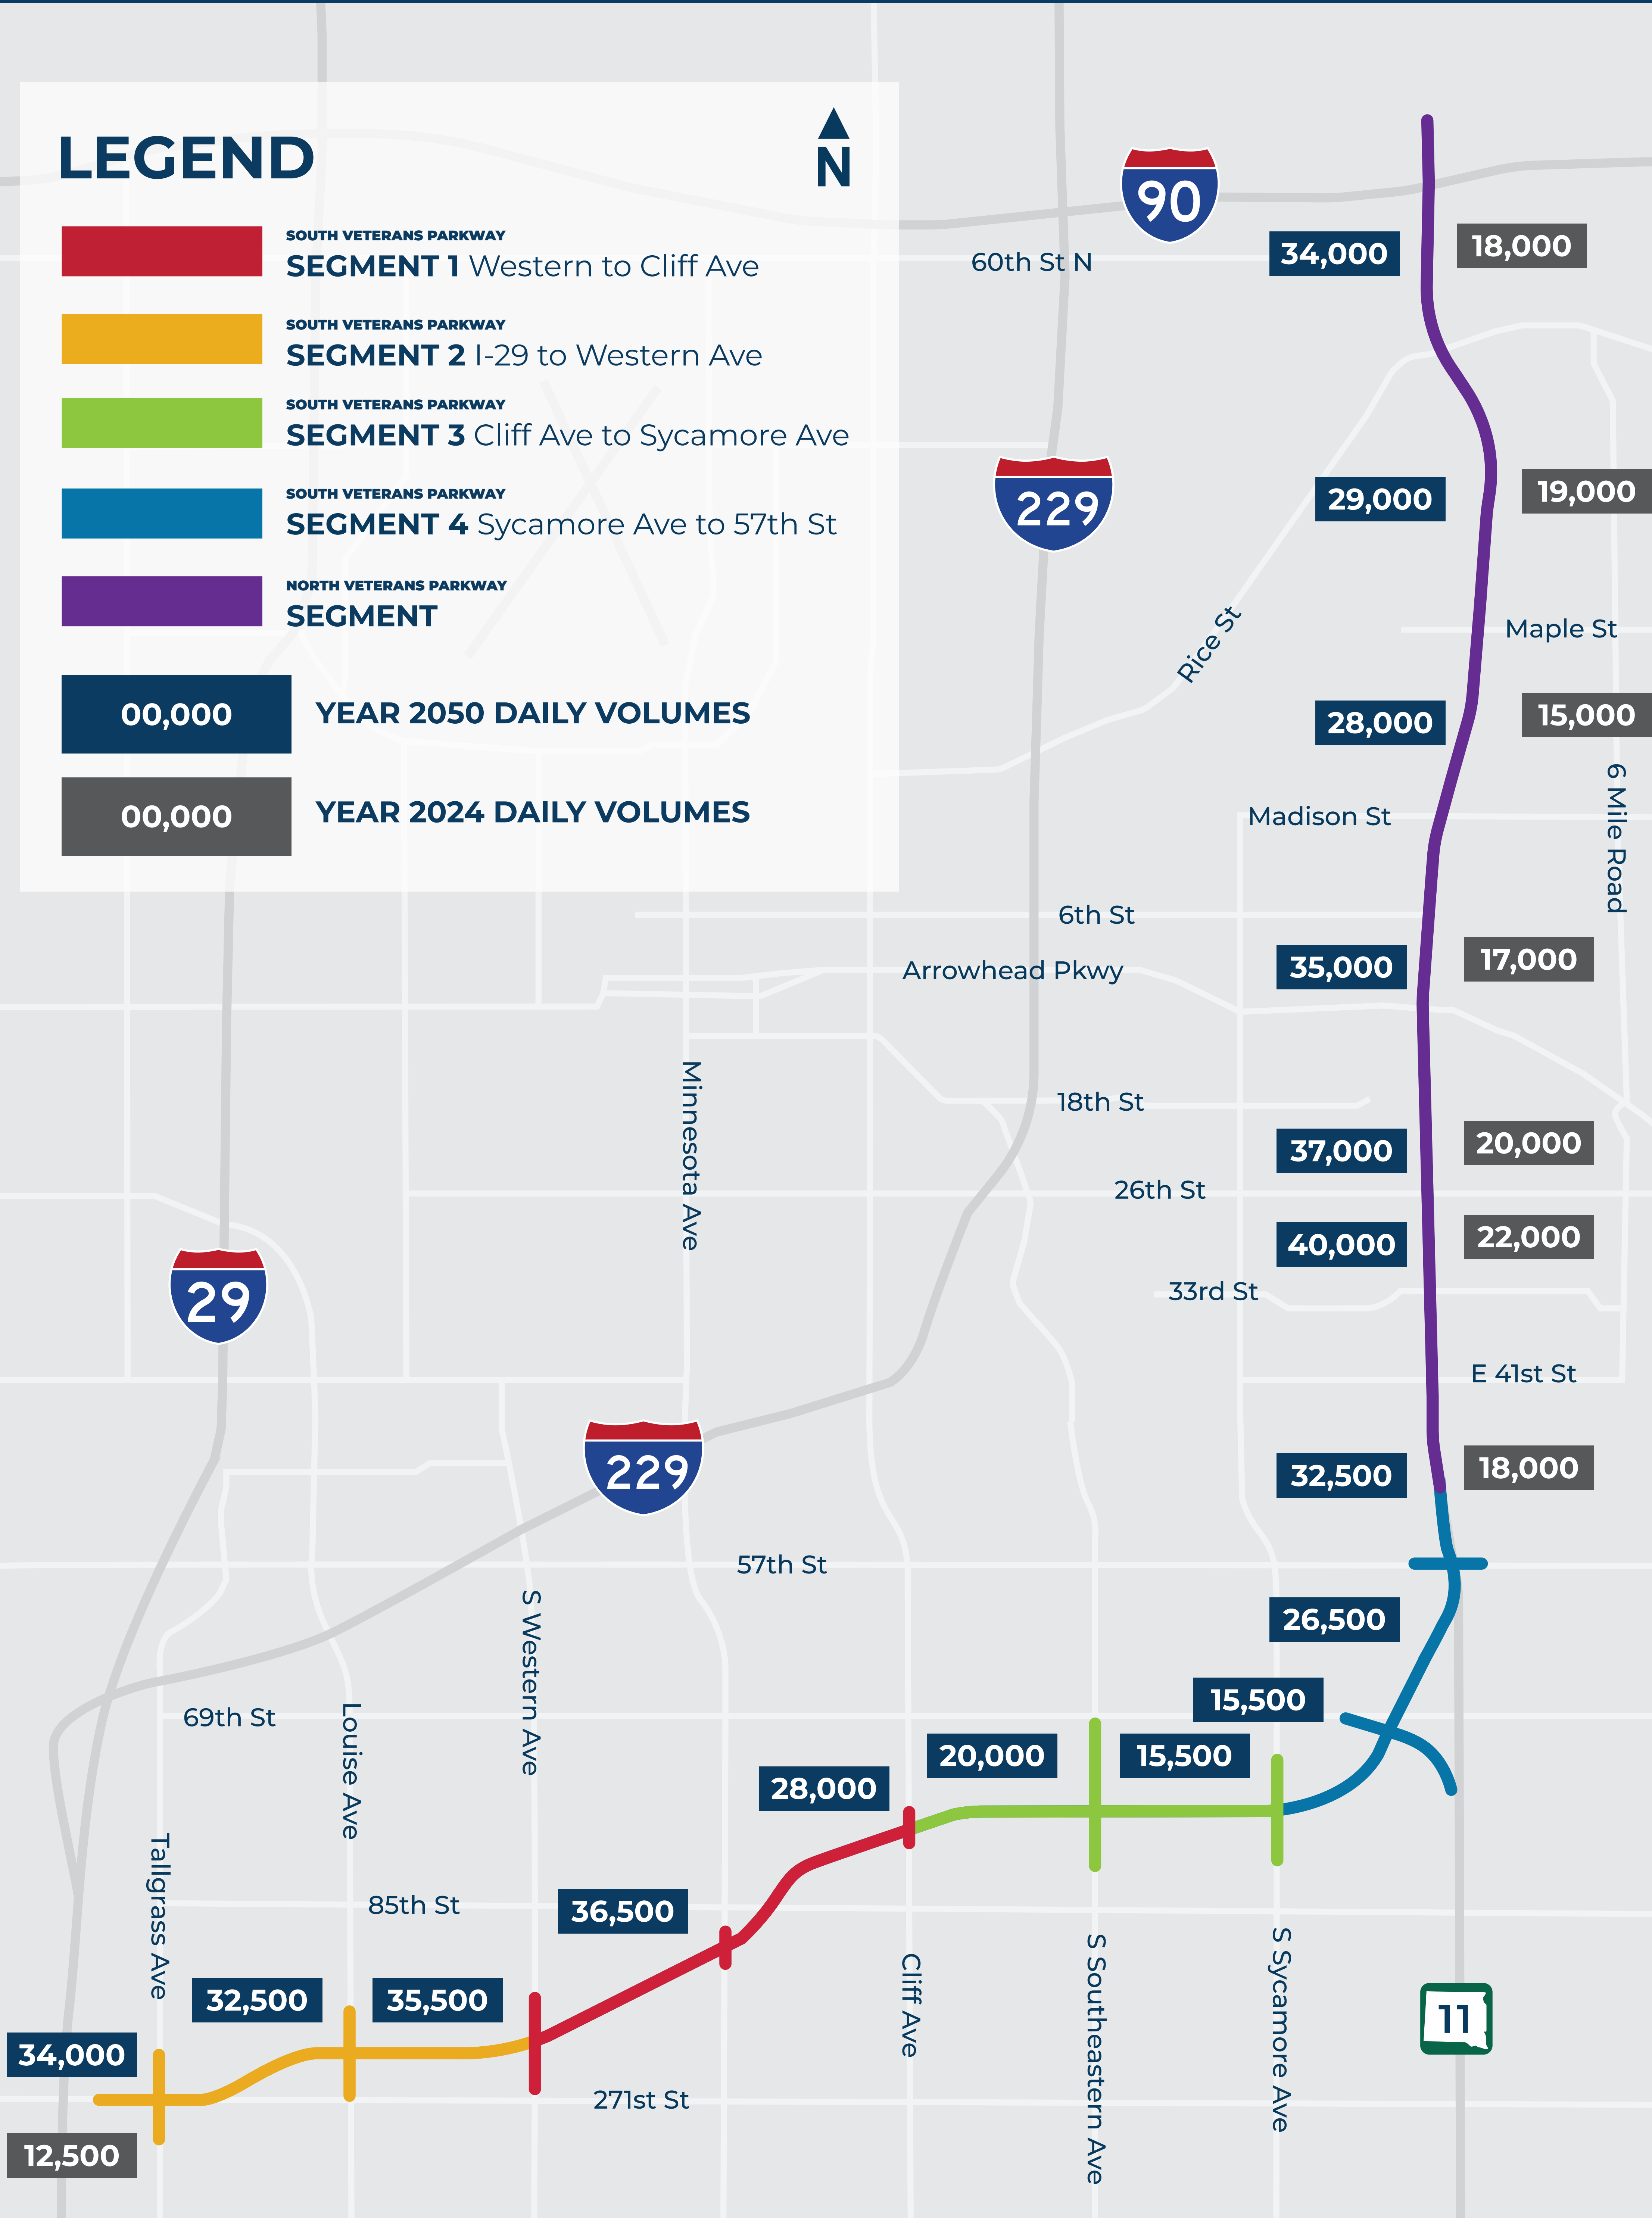 LEGEND
N
SOUTH VETERANS PARKWAY
SEGMENT 1 Western to Cliff Ave
SOUTH VETERANS PARKWAY
SEGMENT 2 I-29 to Western Ave
SOUTH VETERANS PARKWAY
SEGMENT 3 Cliff Ave to Sycamore Ave
SOUTH VETERANS PARKWAY
SEGMENT 4 Sycamore Ave to 57th St
NORTH VETERANS PARKWAY
SEGMENT
00,000 YEAR 2050 DAILY VOLUMES
00,000 YEAR 2024 DAILY VOLUMES
90
60th St N
34,000
18,000
229
29,000
19,000
Rice St
Maple St
28,000
15,000
6 Mile Road
Madison St
6th St
Arrowhead Pkwy
35,000
17,000
Minnesota Ave
18th St
37,000
20,000
26th St
40,000
22,000
29
33rd St
E 41st St
229
32,500
18,000
57th St
S Western Ave
26,500
69th St
Louise Ave
15,500
20,000
15,500
28,000
Tallgrass Ave
85th St
36,500
Cliff Ave
S Southeastern Ave
S Sycamore Ave
32,500
35,500
11
34,000
271st St
12,500